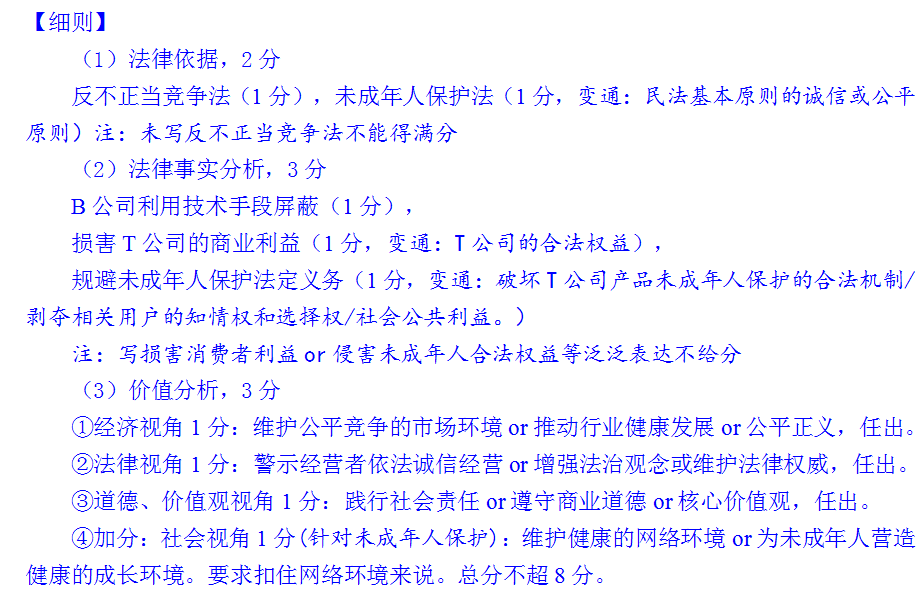 【细则】
（1）法律依据，2 分
反不正当竞争法（1 分），未成年人保护法（1 分，变通：民法基本原则的诚信或公平
原则）注：未写反不正当竞争法不能得满分
（2）法律事实分析，3 分
B 公司利用技术手段屏蔽（1 分），
损害 T 公司的商业利益（1 分，变通：T 公司的合法权益），
规避未成年人保护法定义务（1 分，变通：破坏 T 公司产品未成年人保护的合法机制/
剥夺相关用户的知情权和选择权/社会公共利益。）
注：写损害消费者利益 or 侵害未成年人合法权益等泛泛表达不给分
（3）价值分析，3 分
①经济视角 1 分：维护公平竞争的市场环境 or 推动行业健康发展 or 公平正义，任出。
②法律视角 1 分：警示经营者依法诚信经营 or 增强法治观念或维护法律权威，任出。
③道德、价值观视角 1 分：践行社会责任 or 遵守商业道德 or 核心价值观，任出。
④加分：社会视角 1 分(针对未成年人保护)：维护健康的网络环境 or 为未成年人营造
健康的成长环境。要求扣住网络环境来说。总分不超 8 分。